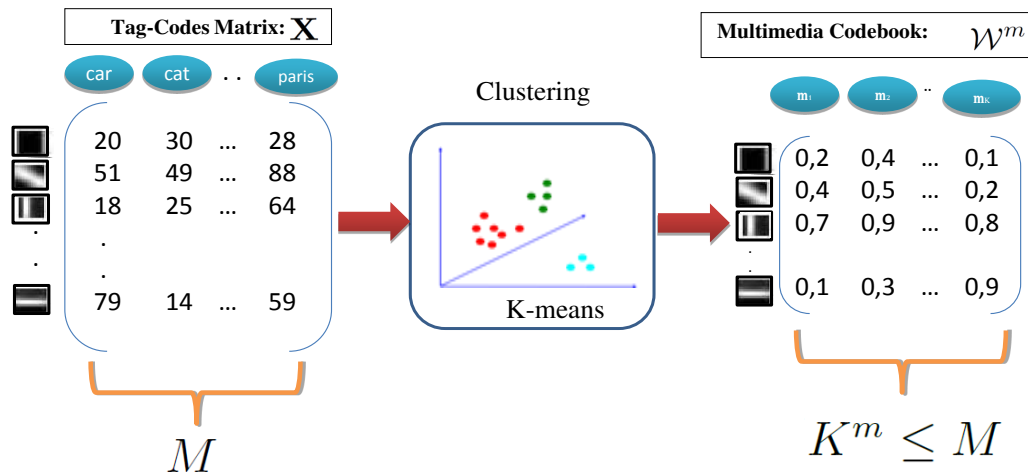 Tag-Codes Matrix: X
car cat . . paris
20 30 ... 28
51 49 ... 88
18 25 ... 64
.
. .
.
79 14 ... 59
M
Clustering
K-means
Multimedia Codebook: 𝒲^m
m₁ m₂ .. m_K
0,2 0,4 ... 0,1
0,4 0,5 ... 0,2
0,7 0,9 ... 0,8
.
.
0,1 0,3 ... 0,9
K^m ≤ M